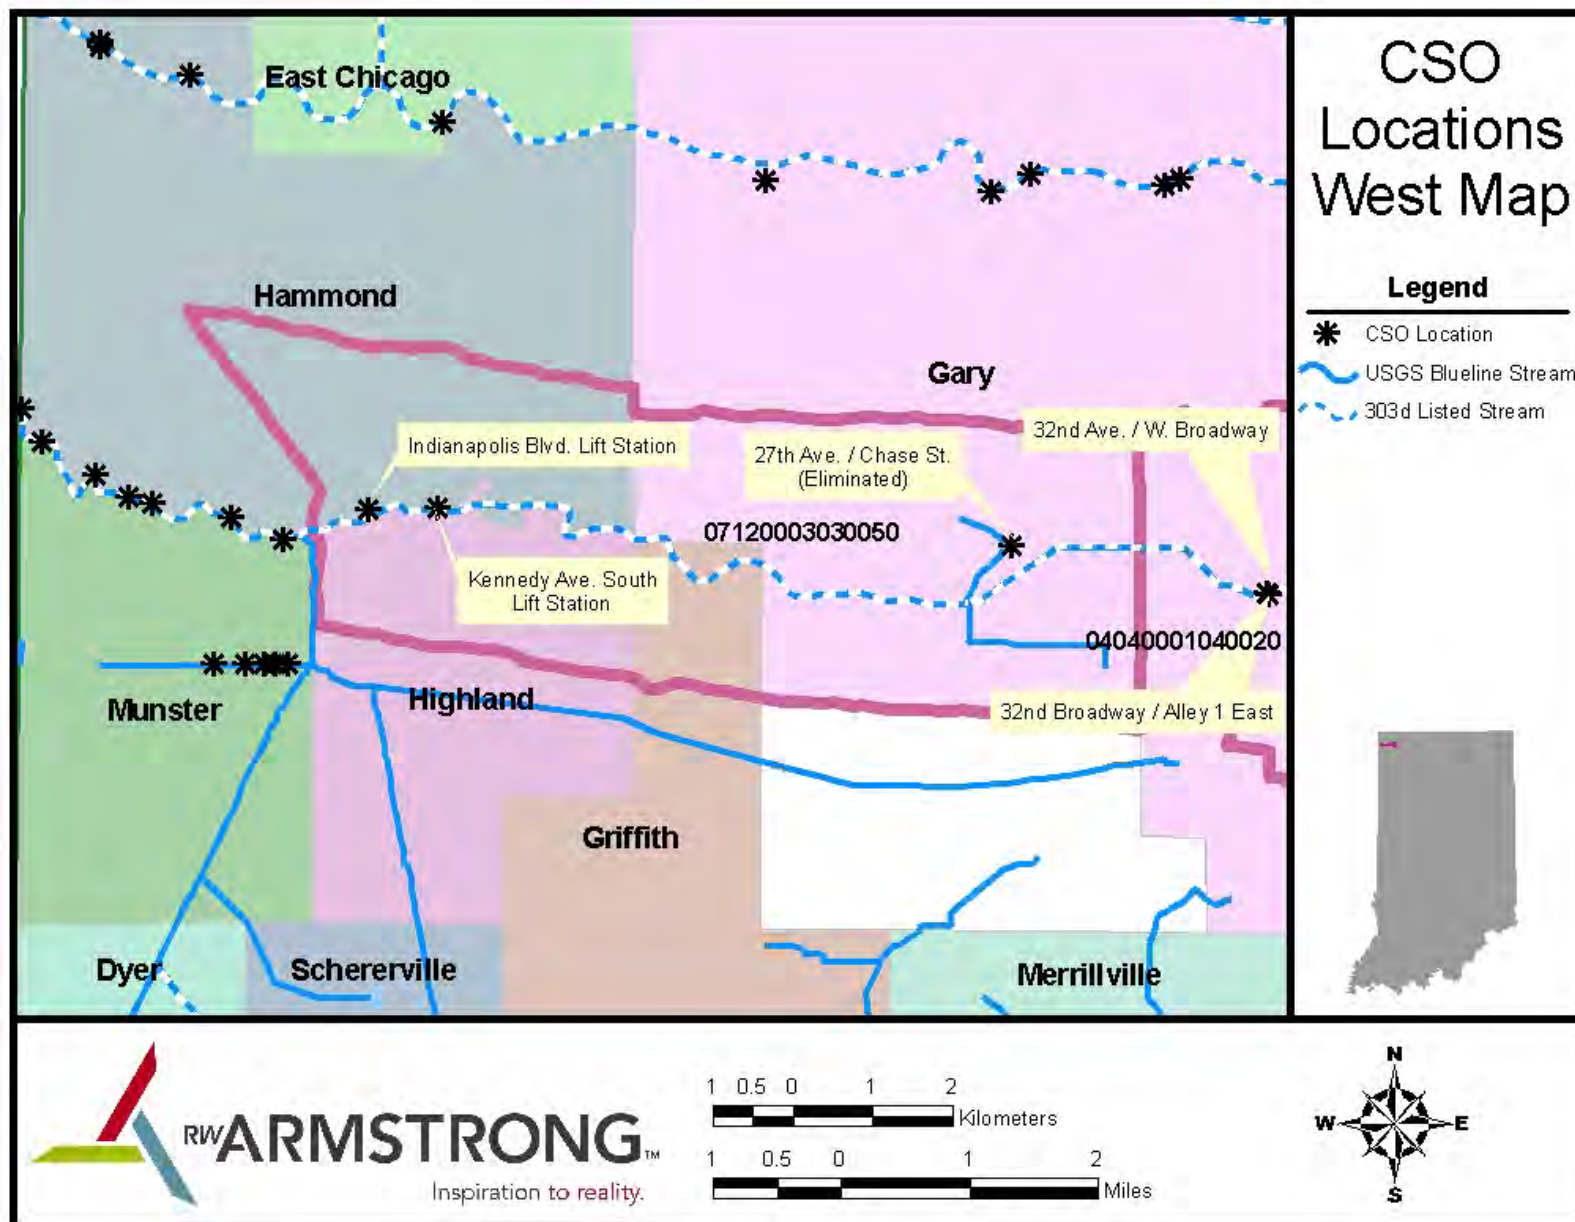 CSO
Locations
West Map
Legend
CSO Location
USGS Blueline Stream
303d Listed Stream
East Chicago
Hammond
Gary
32nd Ave. / W. Broadway
Indianapolis Blvd. Lift Station
27th Ave. / Chase St.
(Eliminated)
07120003030050
Kennedy Ave. South
Lift Station
04040001040020
Munster
Highland
32nd Broadway / Alley 1 East
Griffith
Dyer
Schererville
Merrillville
RW ARMSTRONG™
Inspiration to reality.
1 0.5 0 1 2
Kilometers
1 0.5 0 1 2
Miles
N
W E
S